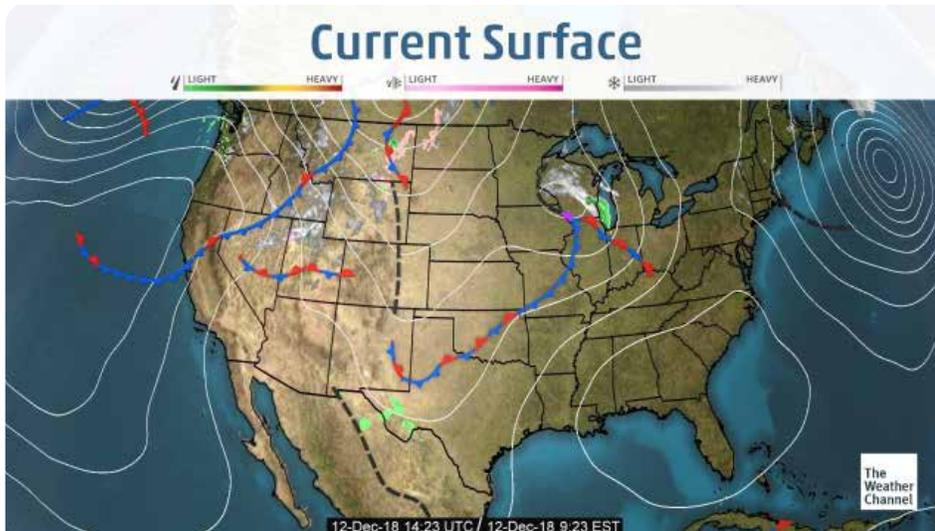 Current Surface
LIGHT HEAVY LIGHT HEAVY LIGHT HEAVY
The
Weather
Channel
12-Dec-18 14:23 UTC / 12-Dec-18 9:23 EST